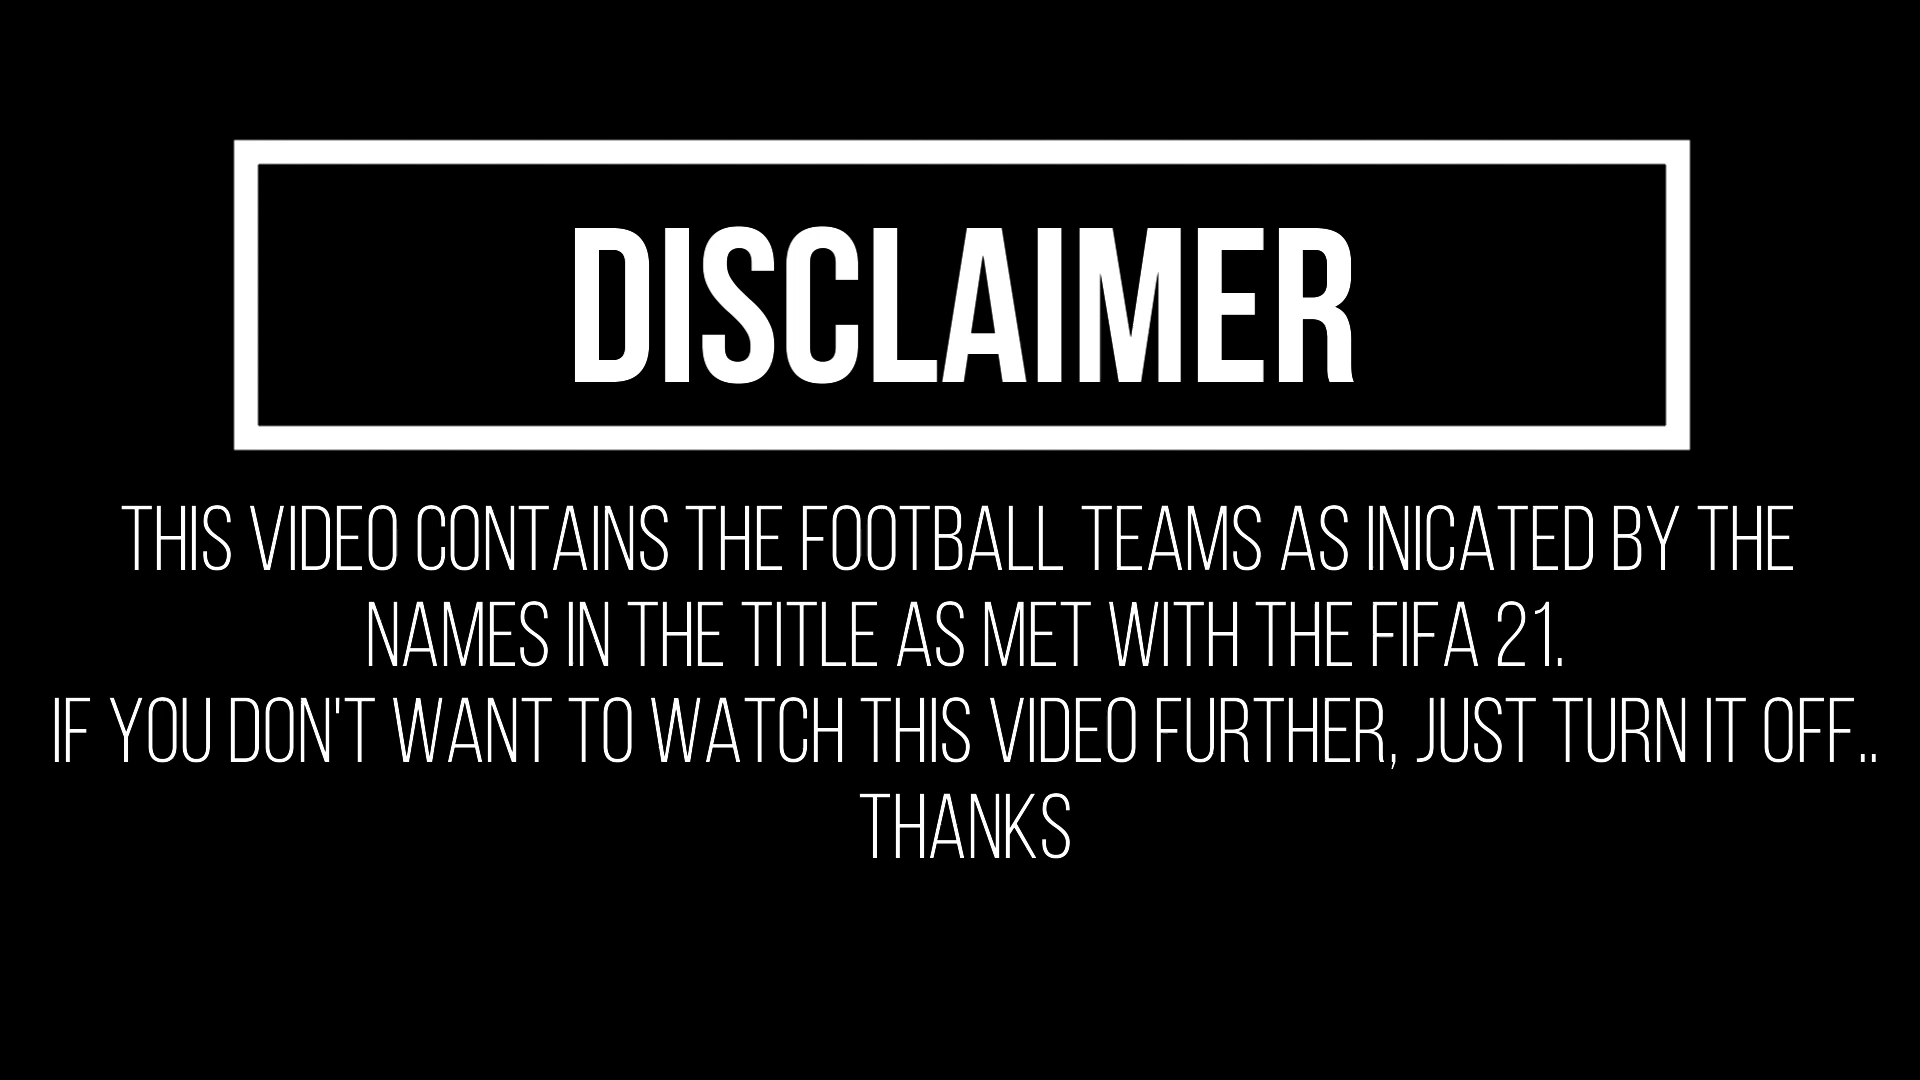 DISCLAIMER
THIS VIDEO CONTAINS THE FOOTBALL TEAMS AS INICATED BY THE
NAMES IN THE TITLE AS MET WITH THE FIFA 21.
IF YOU DON'T WANT TO WATCH THIS VIDEO FURTHER, JUST TURN IT OFF..
THANKS